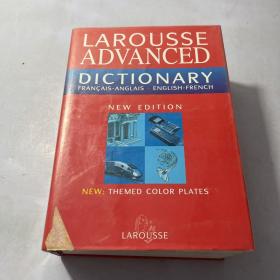 LAROUSSE
ADVANCED
DICTIONARY
FRANÇAIS-ANGLAIS · ENGLISH-FRENCH
NEW EDITION
NEW: THEMED COLOR PLATES
LAROUSSE